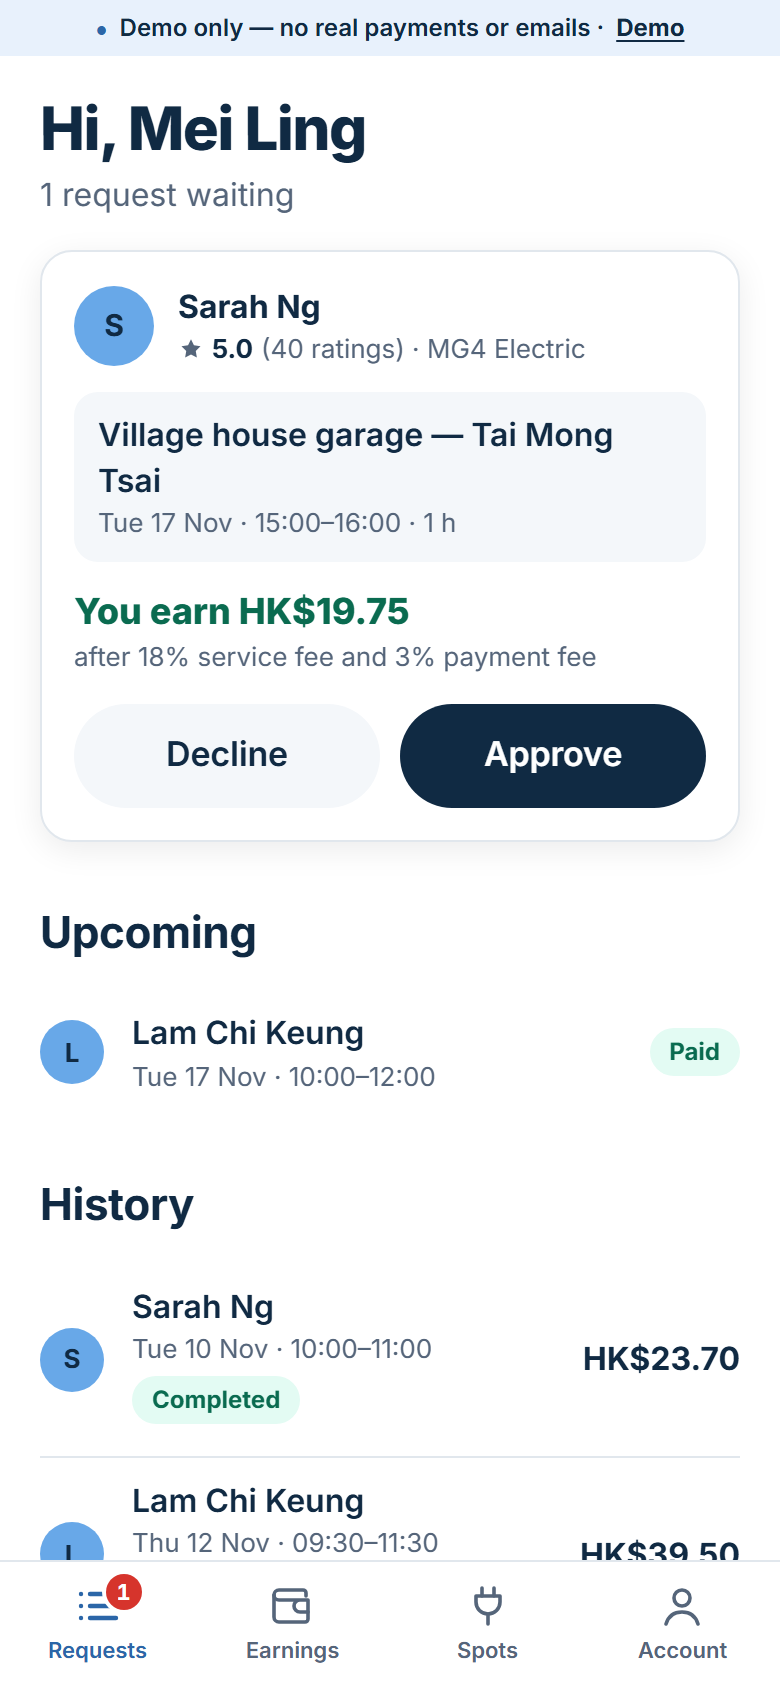 Demo only — no real payments or emails · Demo
Hi, Mei Ling
1 request waiting
S
Sarah Ng
★ 5.0 (40 ratings) · MG4 Electric
Village house garage — Tai Mong
Tsai
Tue 17 Nov · 15:00–16:00 · 1 h
You earn HK$19.75
after 18% service fee and 3% payment fee
Decline
Approve
Upcoming
L
Lam Chi Keung
Tue 17 Nov · 10:00–12:00
Paid
History
S
Sarah Ng
Tue 10 Nov · 10:00–11:00
Completed
HK$23.70
L
Lam Chi Keung
Thu 12 Nov · 09:30–11:30
HK$39.50
1
Requests
Earnings
Spots
Account